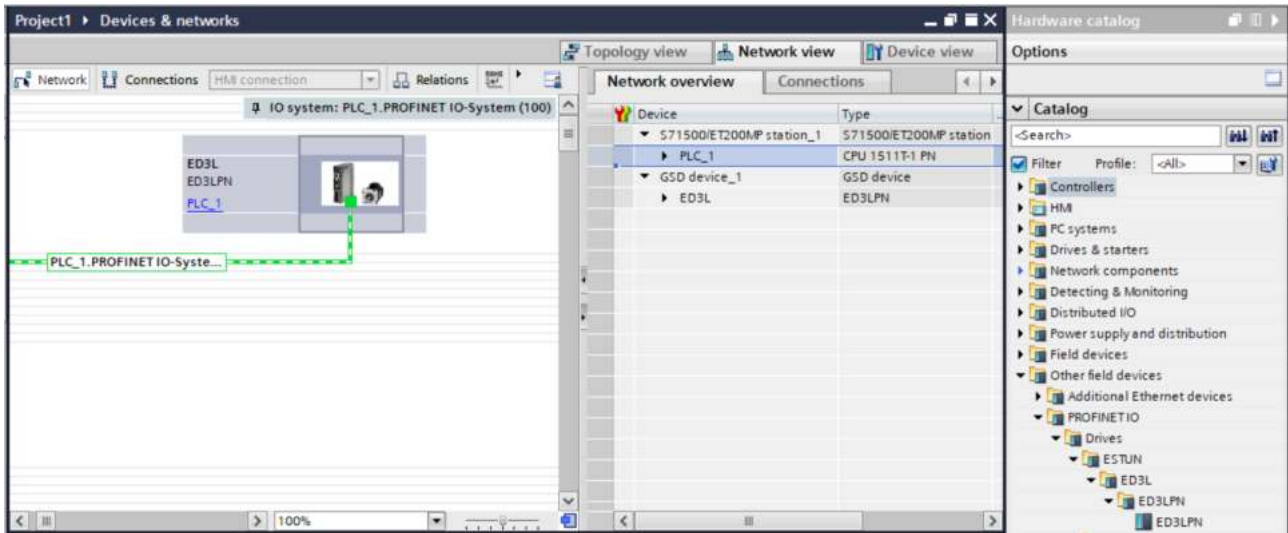 Project1 ▸ Devices & networks
Hardware catalog
Topology view
Network view
Device view
Options
Network
Connections
HMI connection
Relations
IO system: PLC_1.PROFINET IO-System (100)
ED3L
ED3LPN
PLC_1
PLC_1.PROFINET IO-Syste...
100%
Network overview
Connections
Device Type
S71500/ET200MP station_1 S71500/ET200MP station
PLC_1 CPU 1511T-1 PN
GSD device_1 GSD device
ED3L ED3LPN
Catalog
<Search>
Filter Profile: <All>
Controllers
HMI
PC systems
Drives & starters
Network components
Detecting & Monitoring
Distributed I/O
Power supply and distribution
Field devices
Other field devices
Additional Ethernet devices
PROFINET IO
Drives
ESTUN
ED3L
ED3LPN
ED3LPN